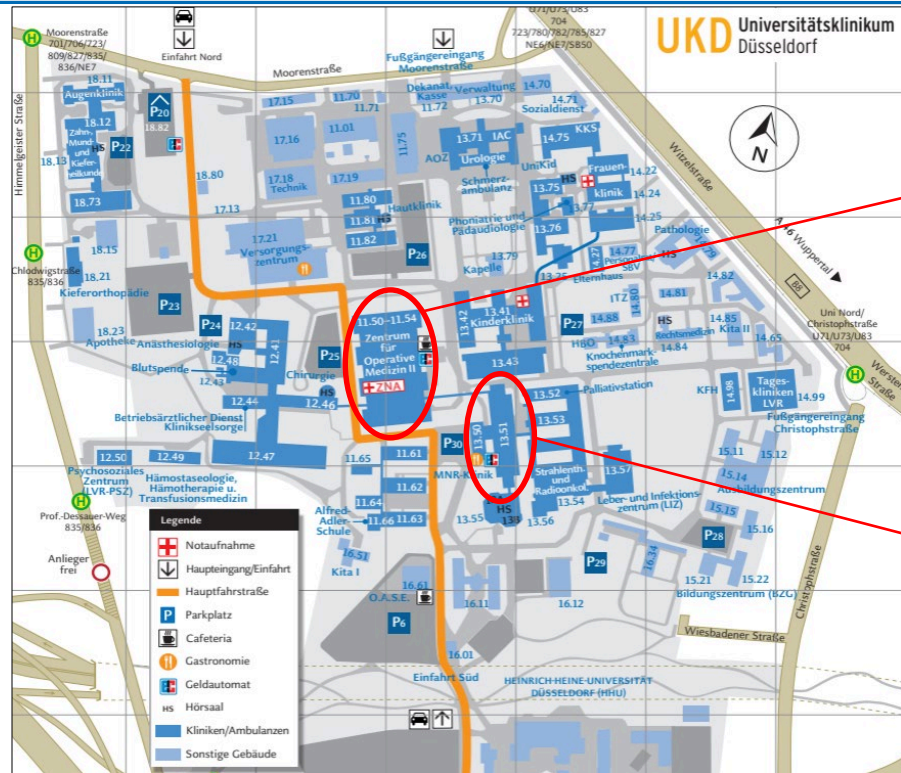 UKD Universitätsklinikum
Düsseldorf
N
Moorenstraße
701/706/723/
809/827/835/
836/NE7
Einfahrt Nord
Moorenstraße
Fußgängereingang
Moorenstraße
U71/U73/U83
704
723/780/782/785/827
NE6/NE7/SB50
Himmelgeister Straße
Witzelstraße
A 46 Wuppertal
B8
Uni Nord/
Christophstraße
U71/U73/U83
704
Werstener
Straße
18.11
Augenklinik
18.12
Zahn-,
Mund-
und
Kiefer-
heilkunde
HS
18.13
18.73
P22
P20
18.82
18.80
17.13
17.15
17.16
17.18
Technik
11.70
11.71
11.01
17.19
11.75
Dekanat
Kasse
11.72
Verwaltung
13.70
14.70
14.71
Sozialdienst
13.71
IAC
Urologie
AOZ
Schmerz-
ambulanz
14.75
KKS
UniKid
HS
Frauen-
klinik
14.22
14.24
14.25
13.75
13.77
13.76
Phoniatrie und
Pädaudiologie
11.80
11.81
HS
11.82
Hautklinik
P26
Chlodwigstraße
835/836
18.15
18.21
Kieferorthopädie
18.23
Apotheke
P23
17.21
Versorgungs-
zentrum
Kapelle
13.79
13.25
14.27
Elternhaus
14.77
Personalrat
SBV
Pathologie
HS
14.79
14.82
ITZ
14.80
14.81
14.88
HBO
14.83
Knochenmark-
spendezentrale
HS
Rechtsmedizin
14.84
14.85
Kita II
14.65
P27
P24
12.42
HS
12.41
Anästhesiologie
12.48
Blutspende
12.43
P25
Chirurgie
HS
12.44
12.46
Betriebsärztlicher Dienst
Klinikseelsorge
11.50-11.54
Zentrum
für
Operative
Medizin II
ZNA
13.42
13.41
Kinderklinik
13.43
13.52
Palliativstation
13.53
KFH
14.98
Tages-
kliniken
LVR
14.99
Fußgängereingang
Christophstraße
12.50
12.49
12.47
Psychosoziales
Zentrum
(LVR-PSZ)
Hämostaseologie,
Hämotherapie u.
Transfusionsmedizin
11.65
11.61
11.62
11.64
11.66
11.63
Alfred-
Adler-
Schule
P30
13.50
13.51
MNR-Klinik
HS
13.55
13.56
Strahlenth.
und
Radioonkol.
13.54
13.57
Leber- und Infektions-
zentrum (LIZ)
15.11
15.12
15.14
Ausbildungszentrum
15.15
15.16
P28
15.21
15.22
Bildungszentrum (BZG)
Prof.-Dessauer-Weg
835/836
Anlieger
frei
16.51
Kita I
16.61
O.A.S.E.
P6
16.11
16.12
16.34
P29
16.01
Einfahrt Süd
HEINRICH-HEINE-UNIVERSITÄT
DÜSSELDORF (HHU)
Wiesbadener Straße
Christophstraße
Legende
Notaufnahme
Haupteingang/Einfahrt
Hauptfahrstraße
P Parkplatz
Cafeteria
Gastronomie
Geldautomat
HS Hörsaal
Kliniken/Ambulanzen
Sonstige Gebäude